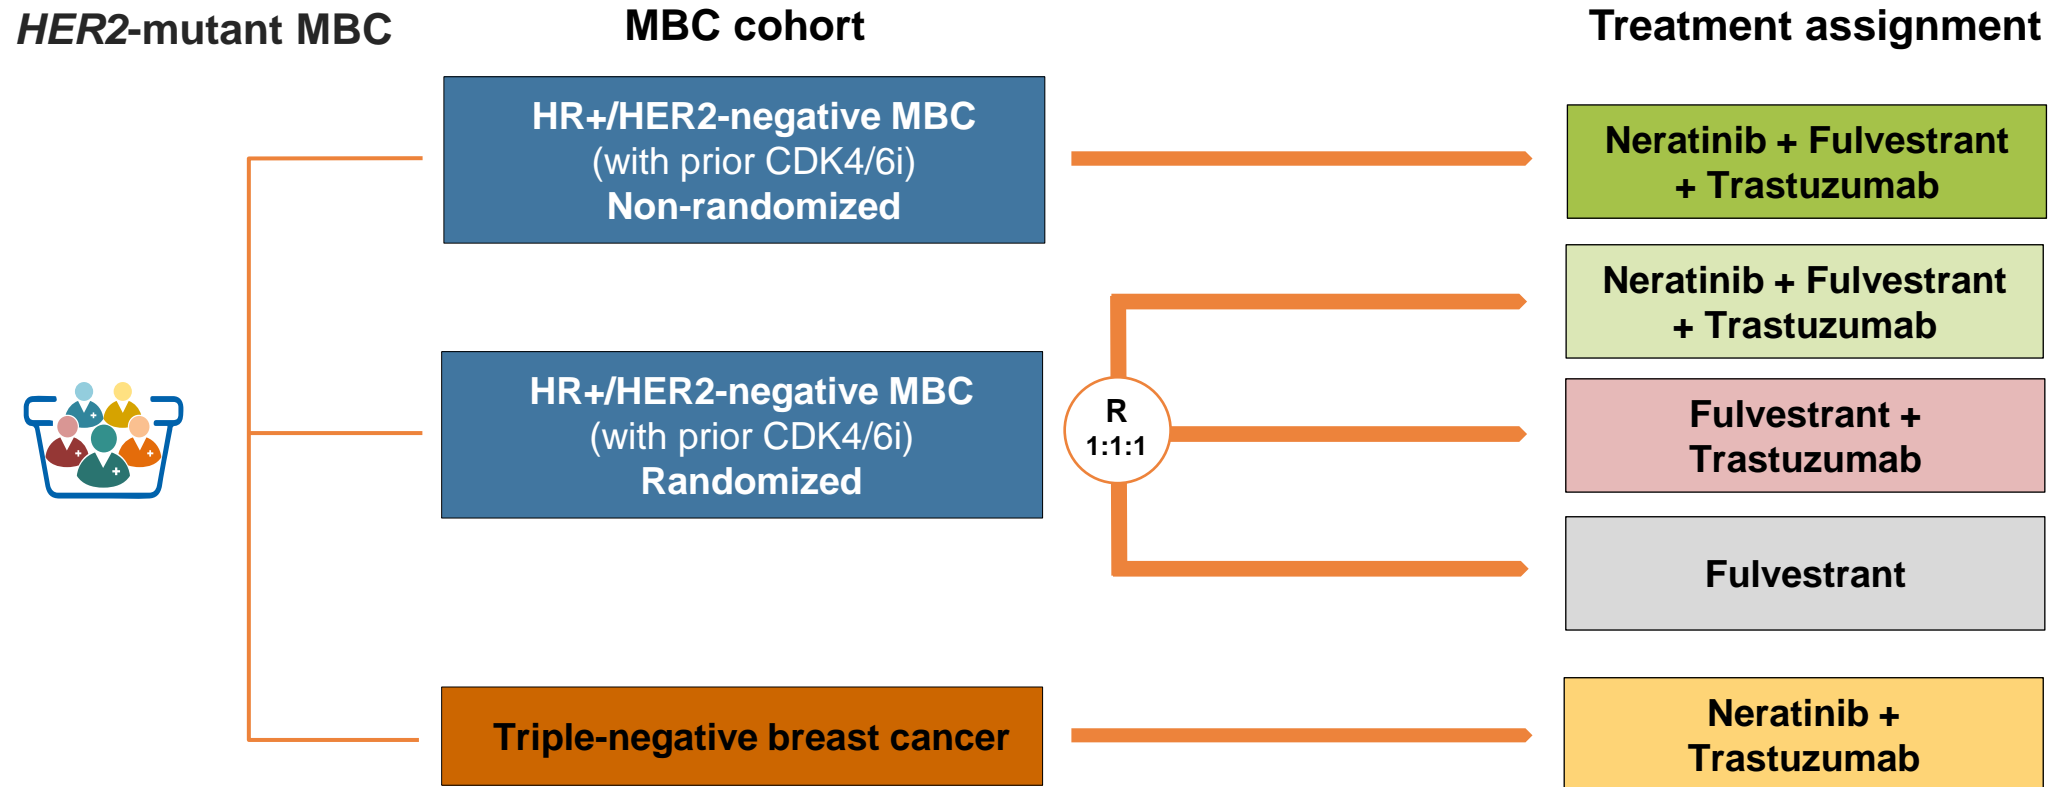 HER2-mutant MBC
MBC cohort
Treatment assignment
HR+/HER2-negative MBC
(with prior CDK4/6i)
Non-randomized
Neratinib + Fulvestrant
+ Trastuzumab
HR+/HER2-negative MBC
(with prior CDK4/6i)
Randomized
R
1:1:1
Neratinib + Fulvestrant
+ Trastuzumab
Fulvestrant +
Trastuzumab
Fulvestrant
Triple-negative breast cancer
Neratinib +
Trastuzumab